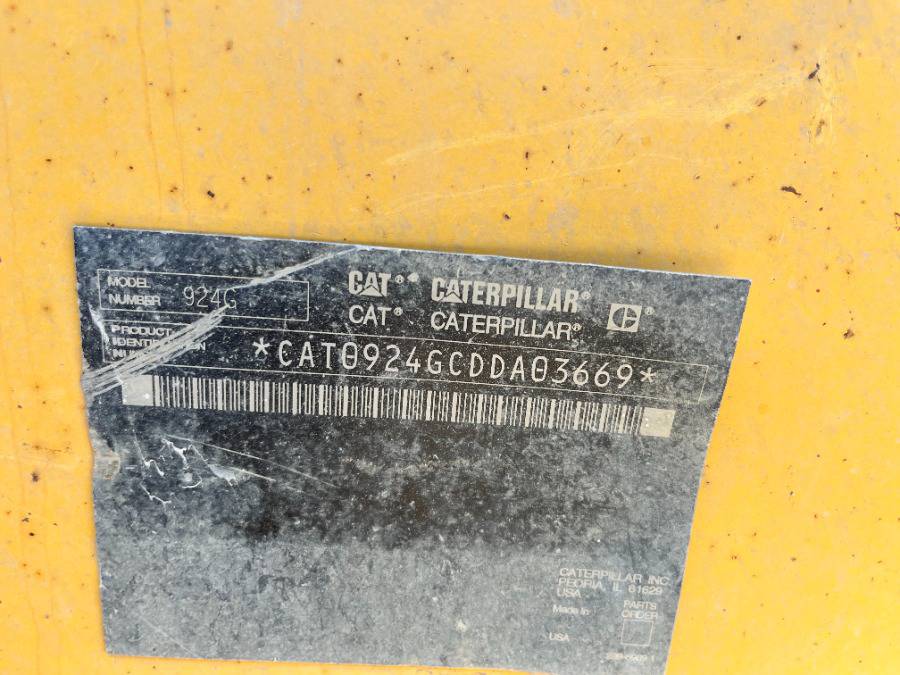 MODEL
NUMBER 924G
CAT® CATERPILLAR®
CAT® CATERPILLAR®
PRODUCT
IDENTIFICATION
NUMBER
*CAT0924GCDDA03669*
CATERPILLAR INC.
PEORIA, IL 61629
USA
Made In
USA
PARTS
ORDER